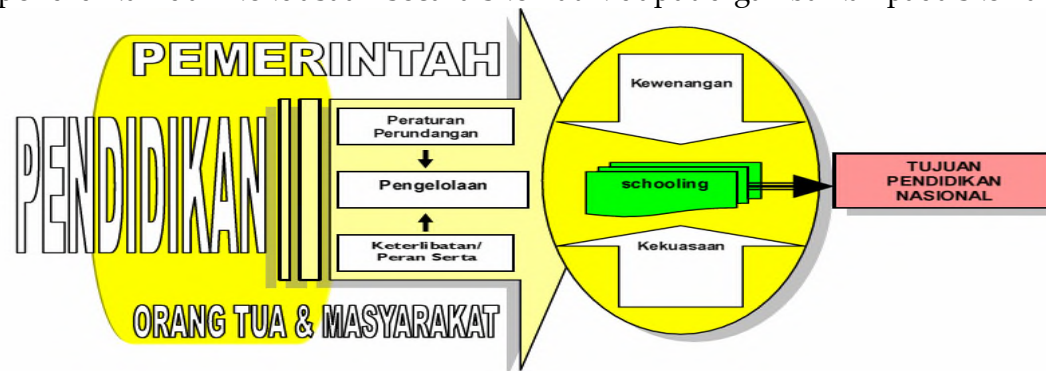 PEMERINTAH
PENDIDIKAN
Peraturan
Perundangan
Pengelolaan
Keterlibatan/
Peran Serta
ORANG TUA & MASYARAKAT
Kewenangan
schooling
Kekuasaan
TUJUAN
PENDIDIKAN
NASIONAL